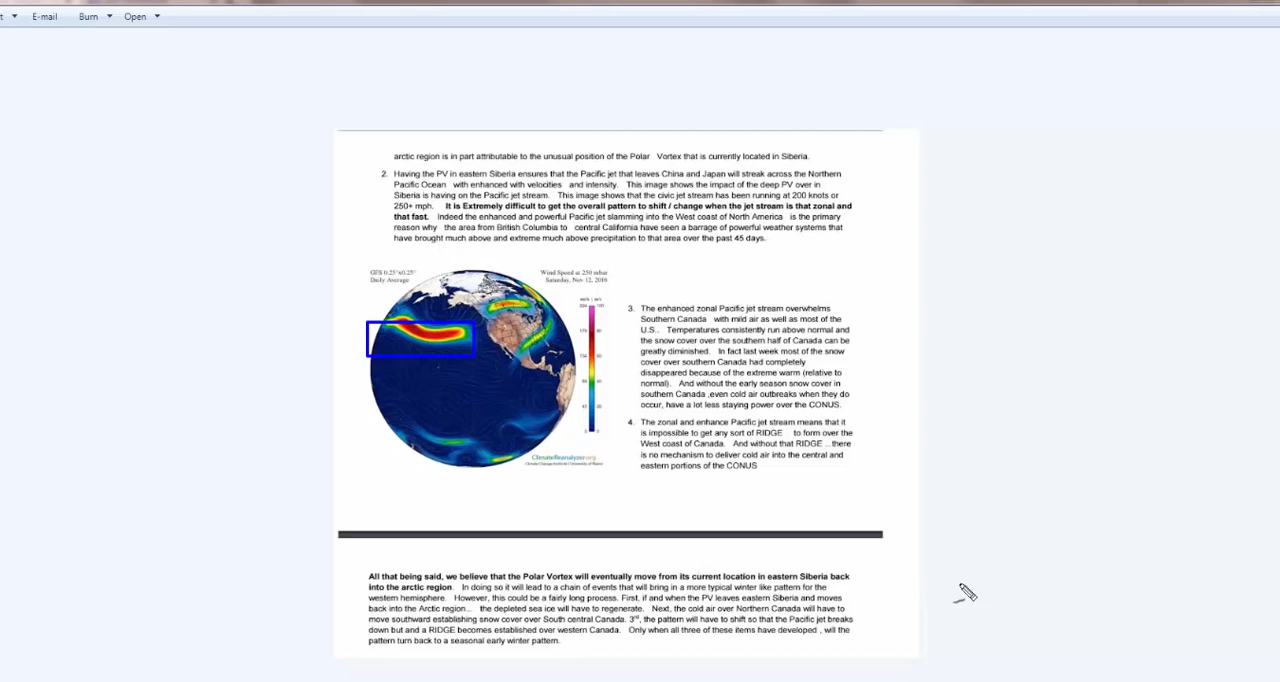 E-mail Burn Open
arctic region is in part attributable to the unusual position of the Polar Vortex that is currently located in Siberia.
2. Having the PV in eastern Siberia ensures that the Pacific jet that leaves China and Japan will streak across the Northern
Pacific Ocean with enhanced with velocities and intensity. This image shows the impact of the deep PV over in
Siberia is having on the Pacific jet stream. This image shows that the civic jet stream has been running at 200 knots or
250+ mph. It is Extremely difficult to get the overall pattern to shift / change when the jet stream is that zonal and
that fast. Indeed the enhanced and powerful Pacific jet slamming into the West coast of North America is the primary
reason why the area from British Columbia to central California have seen a barrage of powerful weather systems that
have brought much above and extreme much above precipitation to that area over the past 45 days.
GFS 0.25°x0.25°
Daily Average
Wind Speed at 250 mbar
Saturday, Nov 12, 2016
ClimateReanalyzer.org
Climate Change Institute | University of Maine
3. The enhanced zonal Pacific jet stream overwhelms
Southern Canada with mild air as well as most of the
U.S.. Temperatures consistently run above normal and
the snow cover over the southern half of Canada can be
greatly diminished. In fact last week most of the snow
cover over southern Canada had completely
disappeared because of the extreme warm (relative to
normal). And without the early season snow cover in
southern Canada ,even cold air outbreaks when they do
occur, have a lot less staying power over the CONUS.
4. The zonal and enhance Pacific jet stream means that it
is impossible to get any sort of RIDGE to form over the
West coast of Canada. And without that RIDGE ...there
is no mechanism to deliver cold air into the central and
eastern portions of the CONUS
All that being said, we believe that the Polar Vortex will eventually move from its current location in eastern Siberia back
into the arctic region. In doing so it will lead to a chain of events that will bring in a more typical winter like pattern for the
western hemisphere. However, this could be a fairly long process. First, if and when the PV leaves eastern Siberia and moves
back into the Arctic region... the depleted sea ice will have to regenerate. Next, the cold air over Northern Canada will have to
move southward establishing snow cover over South central Canada. 3rd, the pattern will have to shift so that the Pacific jet breaks
down but and a RIDGE becomes established over western Canada. Only when all three of these items have developed , will the
pattern turn back to a seasonal early winter pattern.